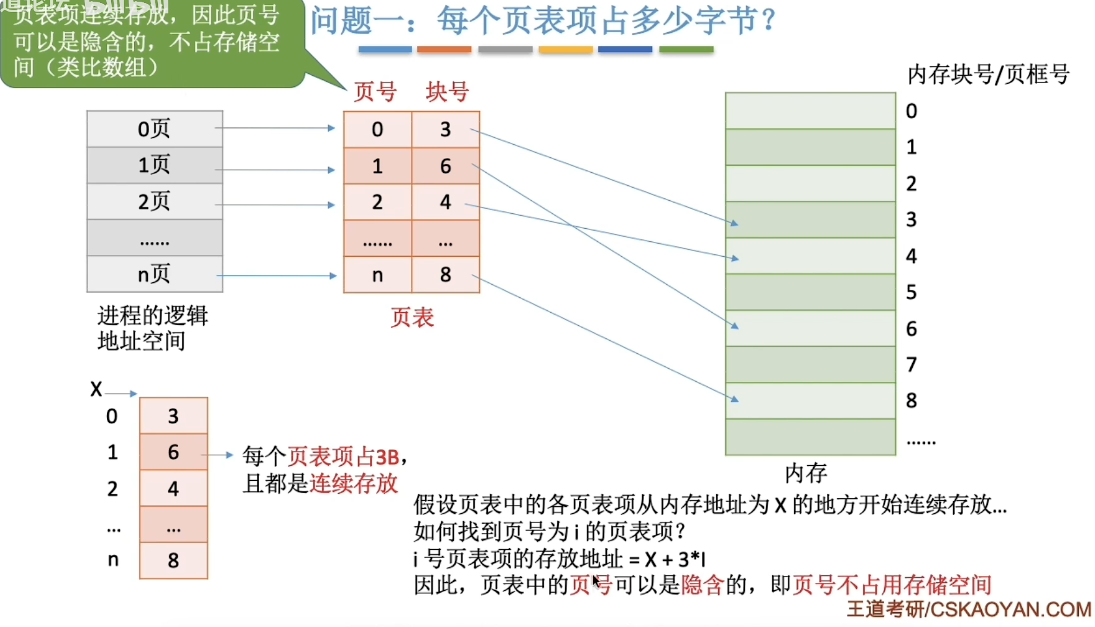 问题一：每个页表项占多少字节？
页表项连续存放，因此页号
可以是隐含的，不占存储空
间（类比数组）
页号 块号
0页
1页
2页
......
n页
进程的逻辑
地址空间
0 3
1 6
2 4
...... ...
n 8
页表
内存块号/页框号
0
1
2
3
4
5
6
7
8
......
内存
X
0 3
1 6
2 4
... ...
n 8
每个页表项占3B，
且都是连续存放
假设页表中的各页表项从内存地址为 X 的地方开始连续存放...
如何找到页号为 i 的页表项？
i 号页表项的存放地址 = X + 3*I
因此，页表中的页号可以是隐含的，即页号不占用存储空间
王道考研/CSKAOYAN.COM